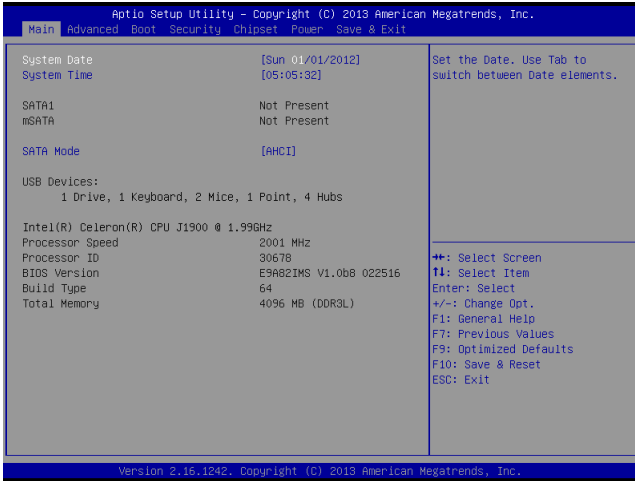 Aptio Setup Utility – Copyright (C) 2013 American Megatrends, Inc.
Main Advanced Boot Security Chipset Power Save & Exit
System Date [Sun 01/01/2012]
System Time [05:05:32]
SATA1 Not Present
mSATA Not Present
SATA Mode [AHCI]
USB Devices:
1 Drive, 1 Keyboard, 2 Mice, 1 Point, 4 Hubs
Intel(R) Celeron(R) CPU J1900 @ 1.99GHz
Processor Speed 2001 MHz
Processor ID 30678
BIOS Version E9A82IMS V1.0b8 022516
Build Type 64
Total Memory 4096 MB (DDR3L)
Set the Date. Use Tab to
switch between Date elements.
→←: Select Screen
↑↓: Select Item
Enter: Select
+/-: Change Opt.
F1: General Help
F7: Previous Values
F9: Optimized Defaults
F10: Save & Reset
ESC: Exit
Version 2.16.1242. Copyright (C) 2013 American Megatrends, Inc.